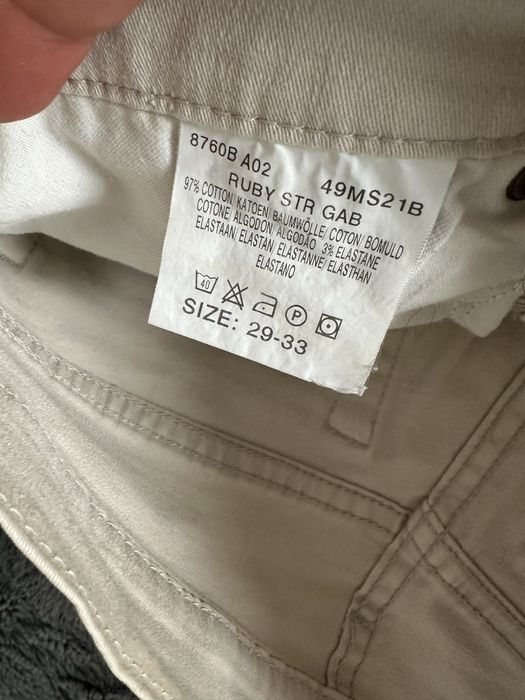 8760B A02 49MS21B
RUBY STR GAB
97% COTTON/ KATOEN BAUMWÖLLE/ COTON/ BOMULD
COTONE ALGODON ALGODÃO 3% ELASTANE
ELASTAAN ELASTAN ELASTANNE/ ELASTHAN
ELASTANO
40 P
SIZE: 29-33